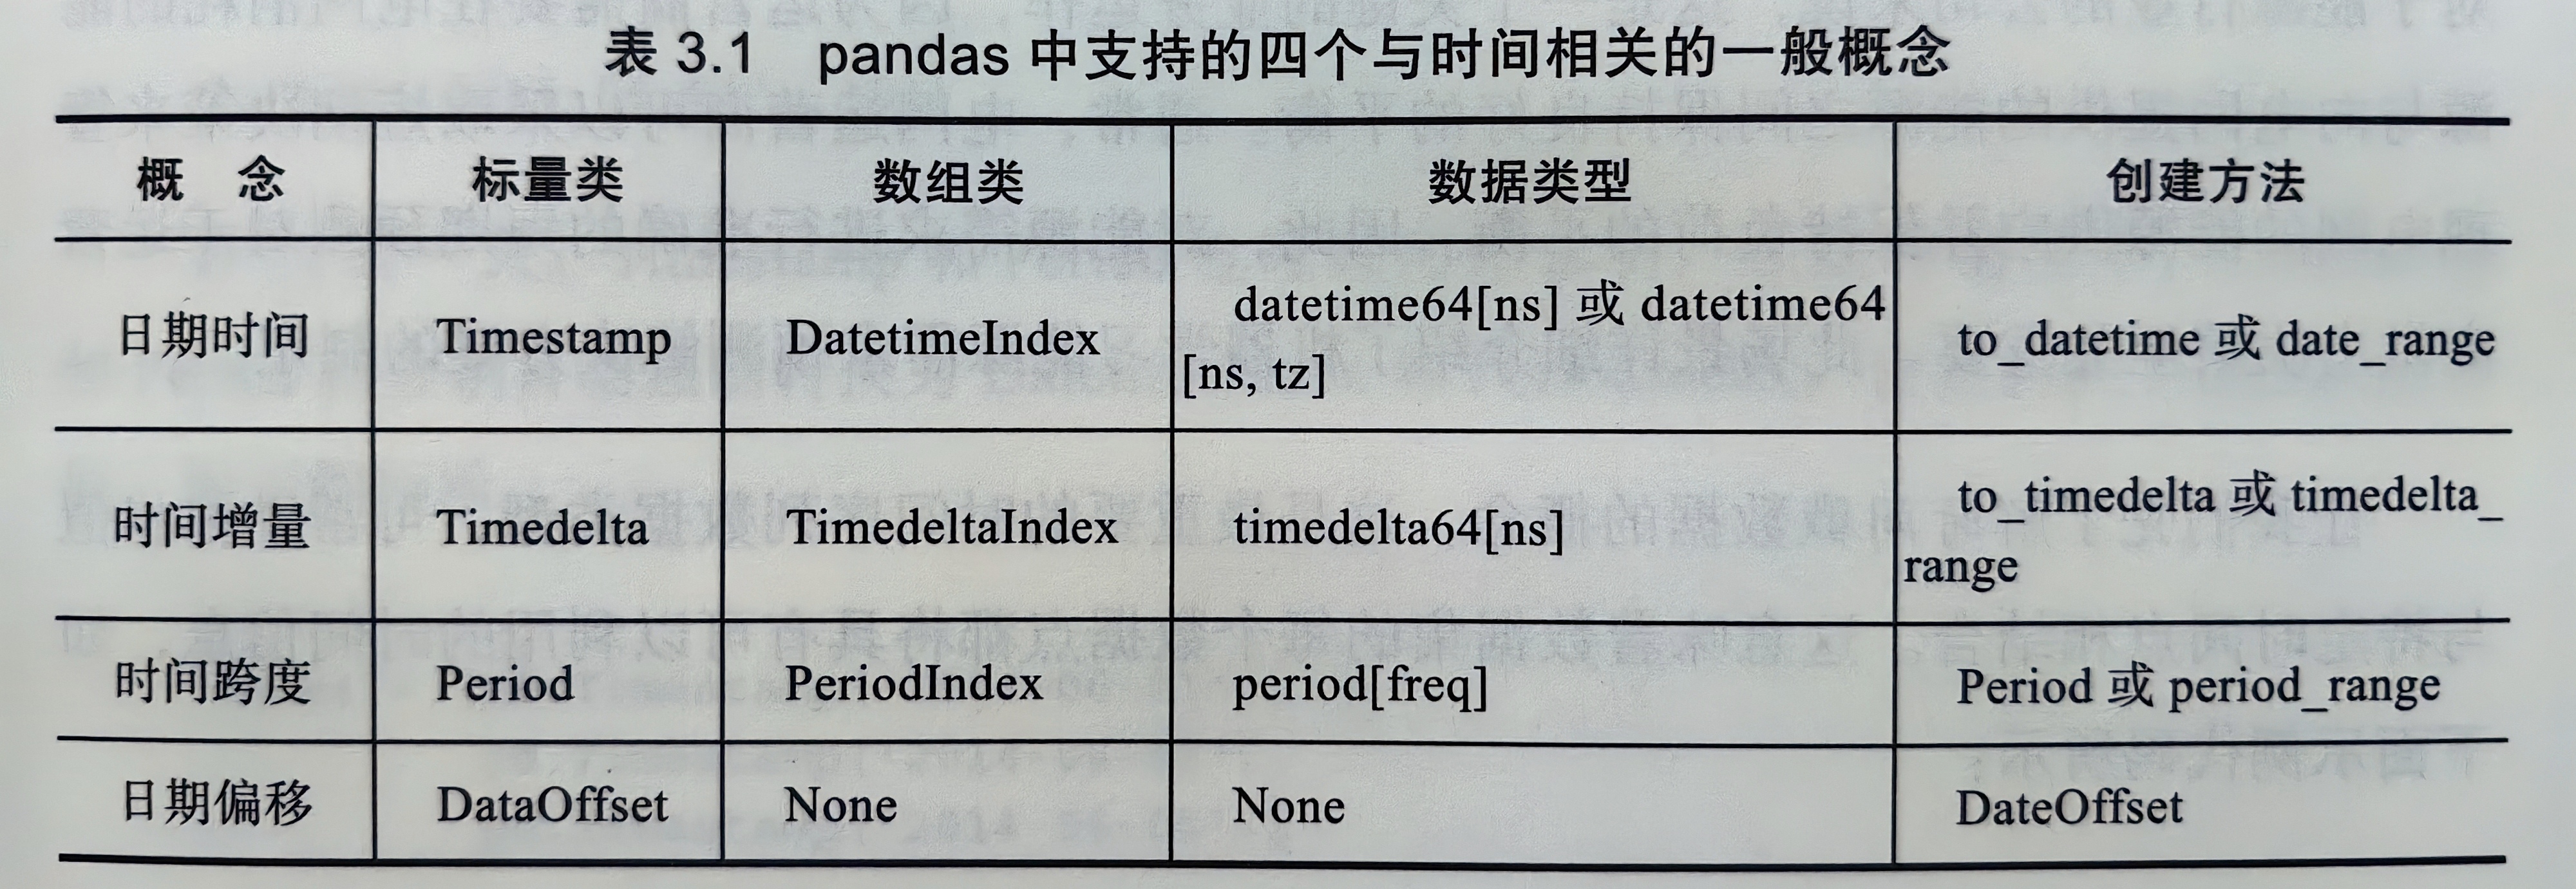 表 3.1 pandas 中支持的四个与时间相关的一般概念
概 念 标量类 数组类 数据类型 创建方法
日期时间 Timestamp DatetimeIndex datetime64[ns] 或 datetime64
[ns, tz] to_datetime 或 date_range
时间增量 Timedelta TimedeltaIndex timedelta64[ns] to_timedelta 或 timedelta_
range
时间跨度 Period PeriodIndex period[freq] Period 或 period_range
日期偏移 DataOffset None None DateOffset